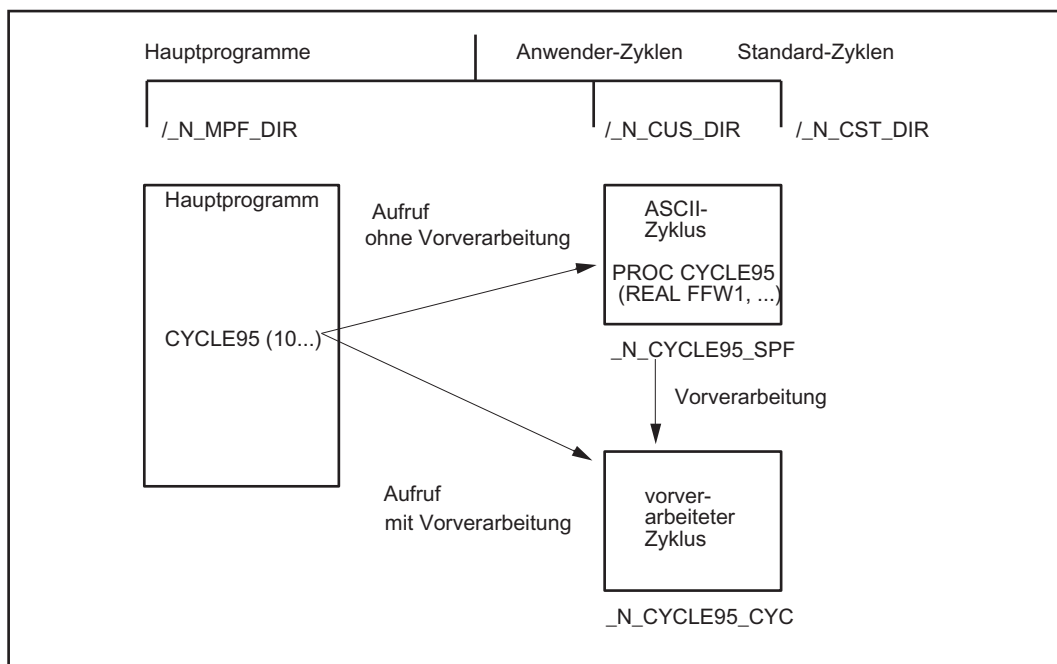 Hauptprogramme
Anwender-Zyklen
Standard-Zyklen
/_N_MPF_DIR
/_N_CUS_DIR
/_N_CST_DIR
Hauptprogramm
CYCLE95 (10...)
Aufruf
ohne Vorverarbeitung
ASCII-
Zyklus
PROC CYCLE95
(REAL FFW1, ...)
_N_CYCLE95_SPF
Vorverarbeitung
Aufruf
mit Vorverarbeitung
vorver-
arbeiteter
Zyklus
_N_CYCLE95_CYC